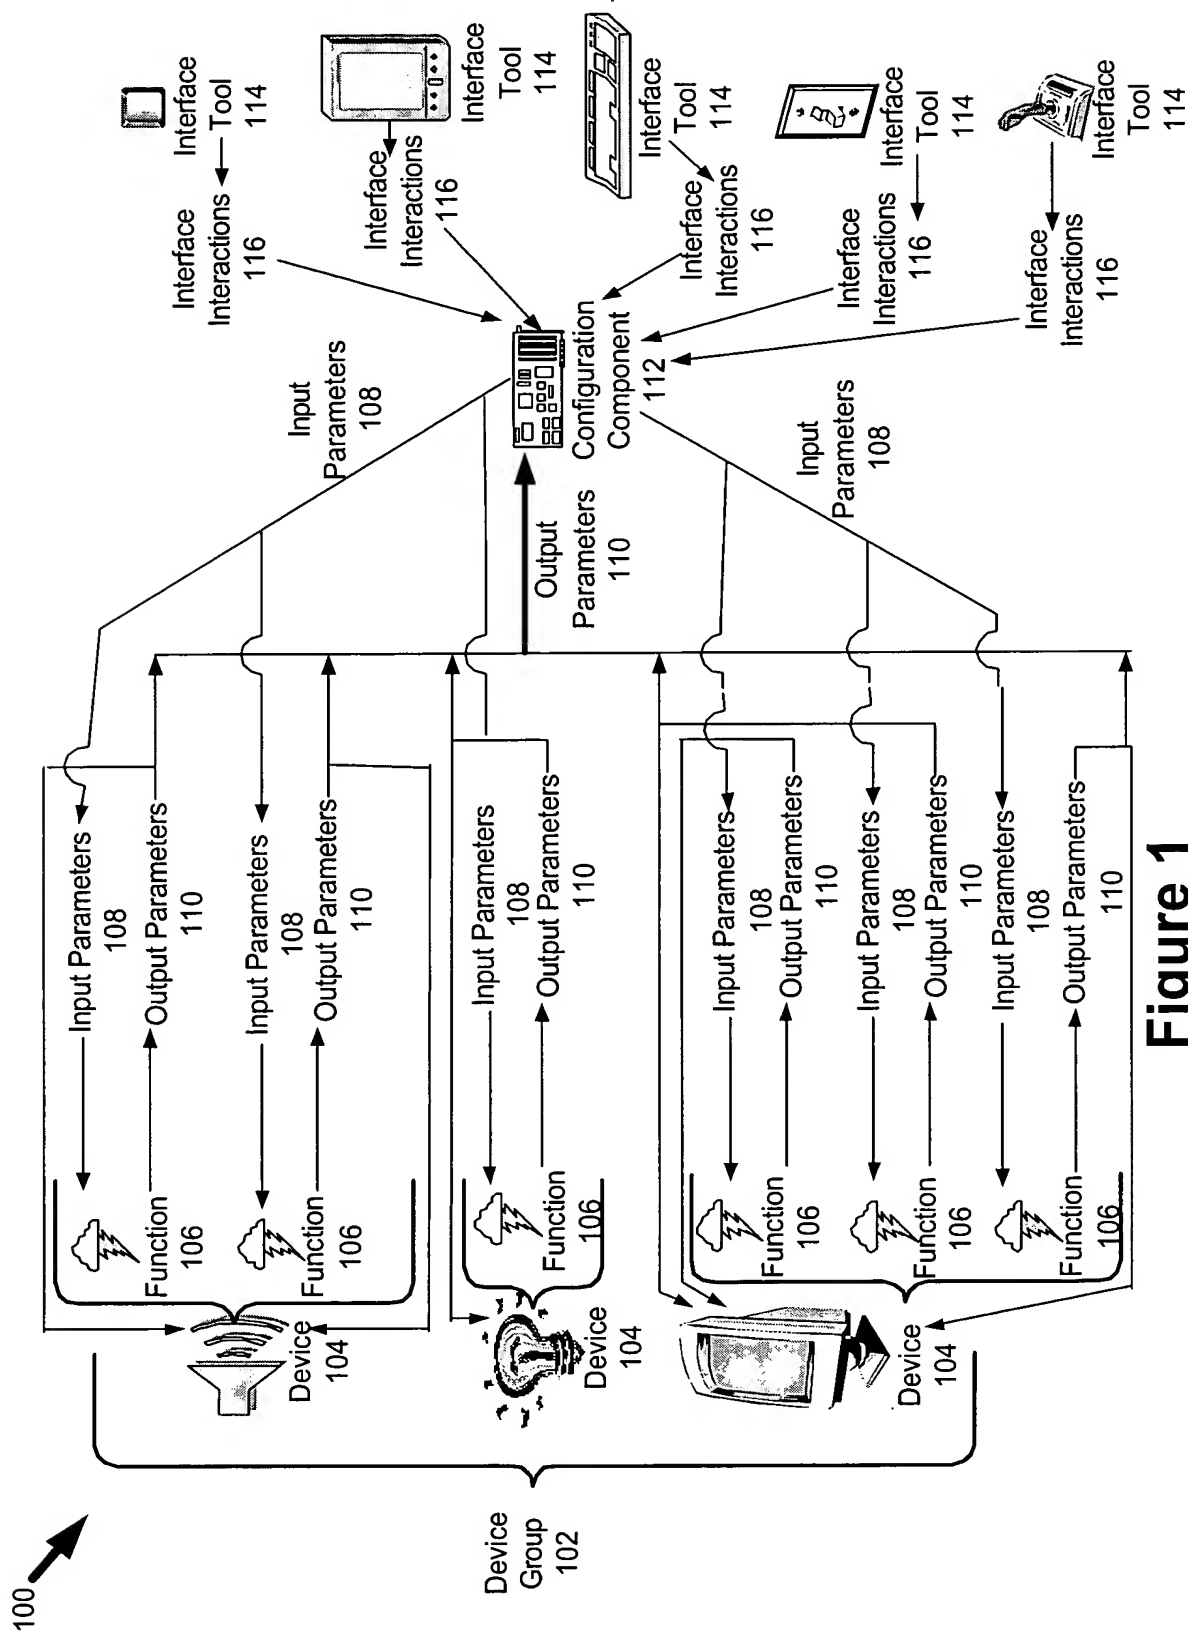 100
Device
Group
102
Device
104
Function
106
Input Parameters
108
Output Parameters
110
Function
106
Input Parameters
108
Output Parameters
110
Device
104
Function
106
Input Parameters
108
Output Parameters
110
Device
104
Function
106
Input Parameters
108
Output Parameters
110
Function
106
Input Parameters
108
Output Parameters
110
Function
106
Input Parameters
108
Output Parameters
110
Output
Parameters
110
Input
Parameters
108
Input
Parameters
108
Configuration
Component
112
Interface
Interactions
116
Interface
Tool
114
Interface
Interactions
116
Interface
Tool
114
Interface
Interactions
116
Interface
Tool
114
Interface
Interactions
116
Interface
Tool
114
Interface
Interactions
116
Interface
Tool
114
Figure 1